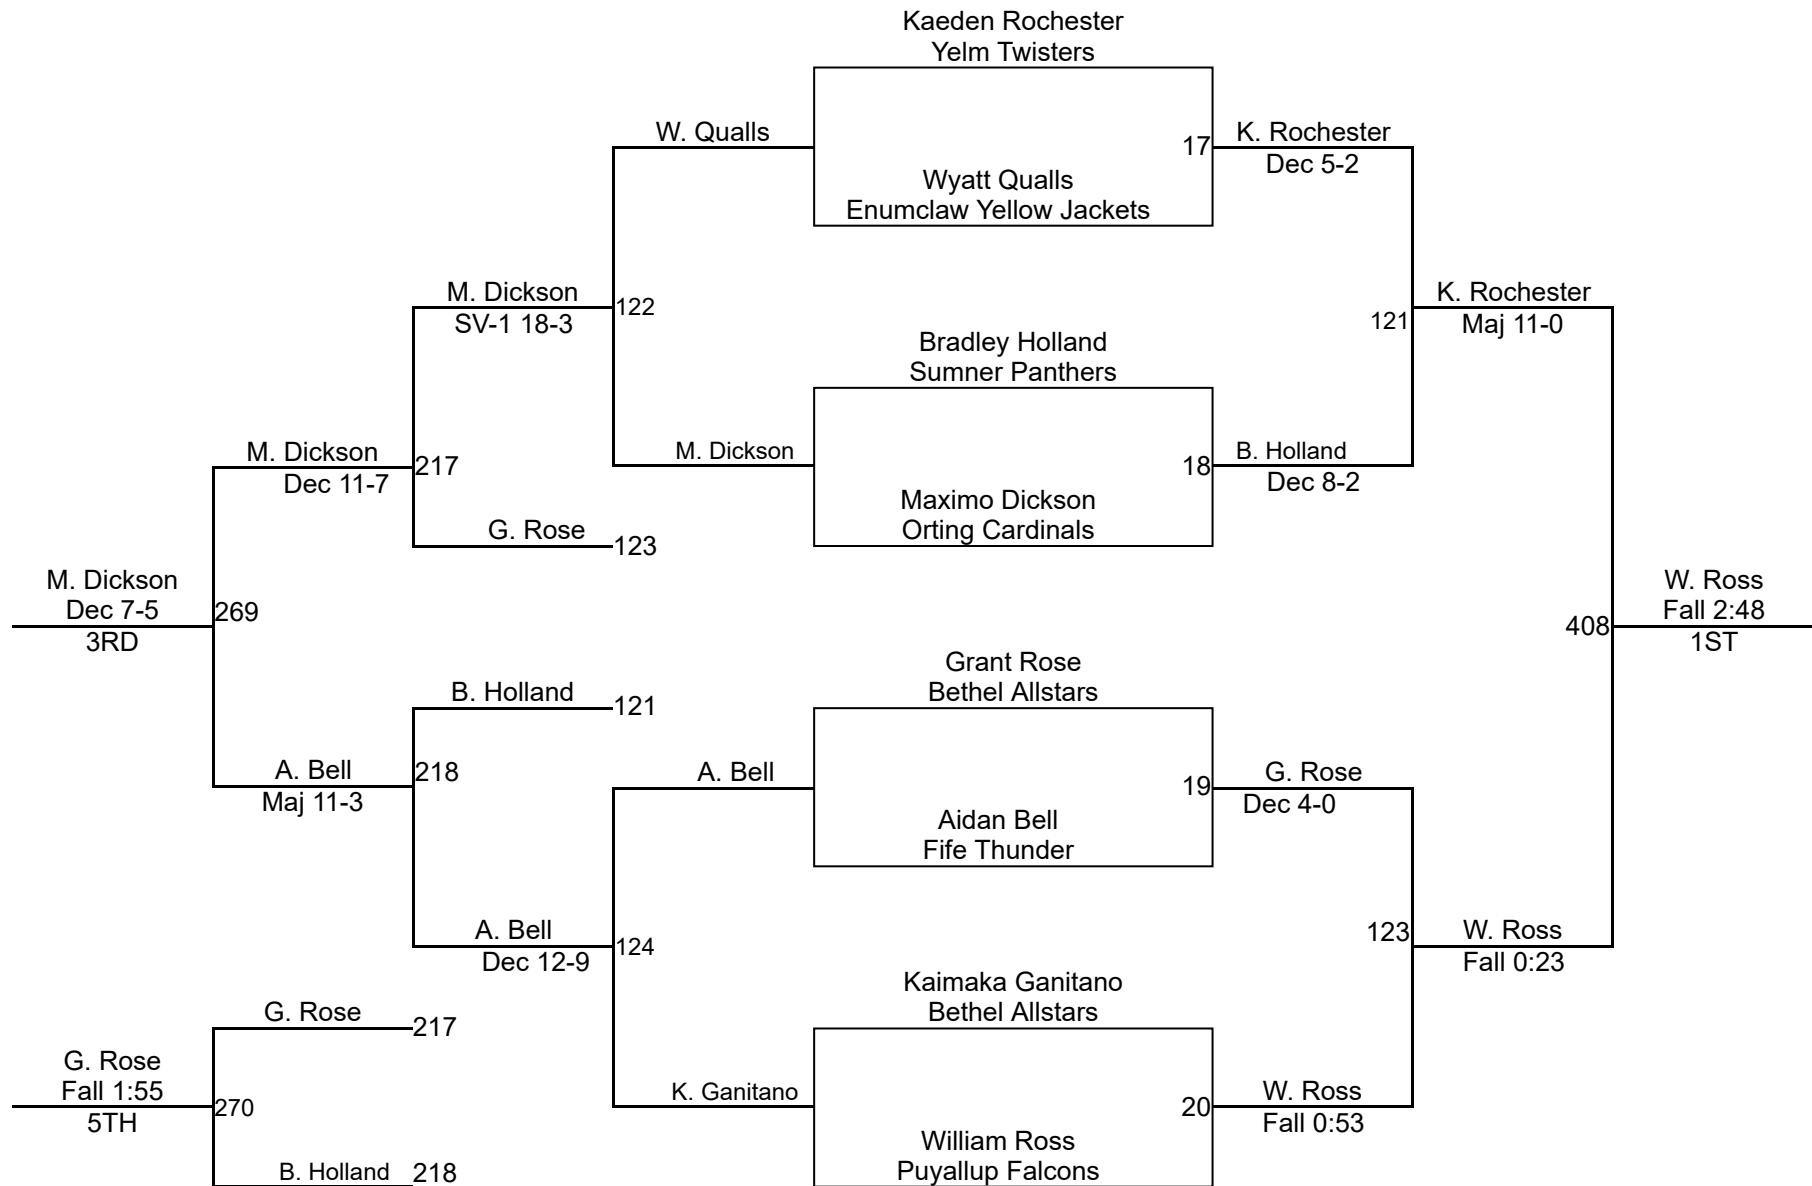 Kaeden Rochester
Yelm Twisters
W. Qualls
17
K. Rochester
Dec 5-2
Wyatt Qualls
Enumclaw Yellow Jackets
M. Dickson
SV-1 18-3
122
121
K. Rochester
Maj 11-0
Bradley Holland
Sumner Panthers
M. Dickson
Dec 11-7
217
M. Dickson
18
B. Holland
Dec 8-2
Maximo Dickson
Orting Cardinals
G. Rose
123
M. Dickson
Dec 7-5
3RD
269
408
W. Ross
Fall 2:48
1ST
Grant Rose
Bethel Allstars
B. Holland
121
A. Bell
Maj 11-3
218
A. Bell
19
G. Rose
Dec 4-0
Aidan Bell
Fife Thunder
A. Bell
Dec 12-9
124
123
W. Ross
Fall 0:23
Kaimaka Ganitano
Bethel Allstars
G. Rose
217
G. Rose
Fall 1:55
5TH
270
K. Ganitano
20
W. Ross
Fall 0:53
William Ross
Puyallup Falcons
B. Holland
218